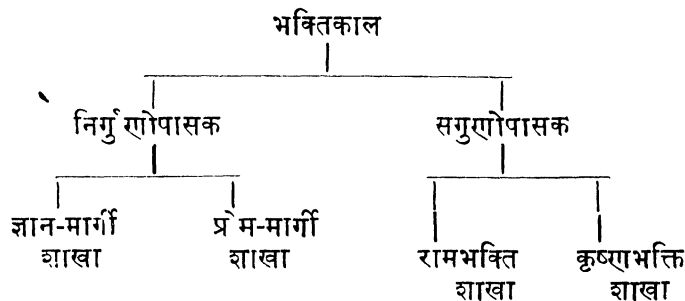 भक्तिकाल
निर्गुणोपासक सगुणोपासक
ज्ञान-मार्गी प्रेम-मार्गी
शाखा शाखा
रामभक्ति कृष्णभक्ति
शाखा शाखा